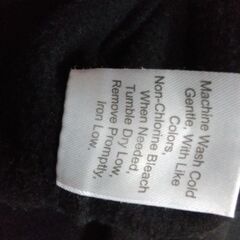 Machine Wash Cold
Gentle, With Like
Colors,
Non-Chlorine Bleach
When Needed,
Tumble Dry Low,
Remove Promptly,
Iron Low,